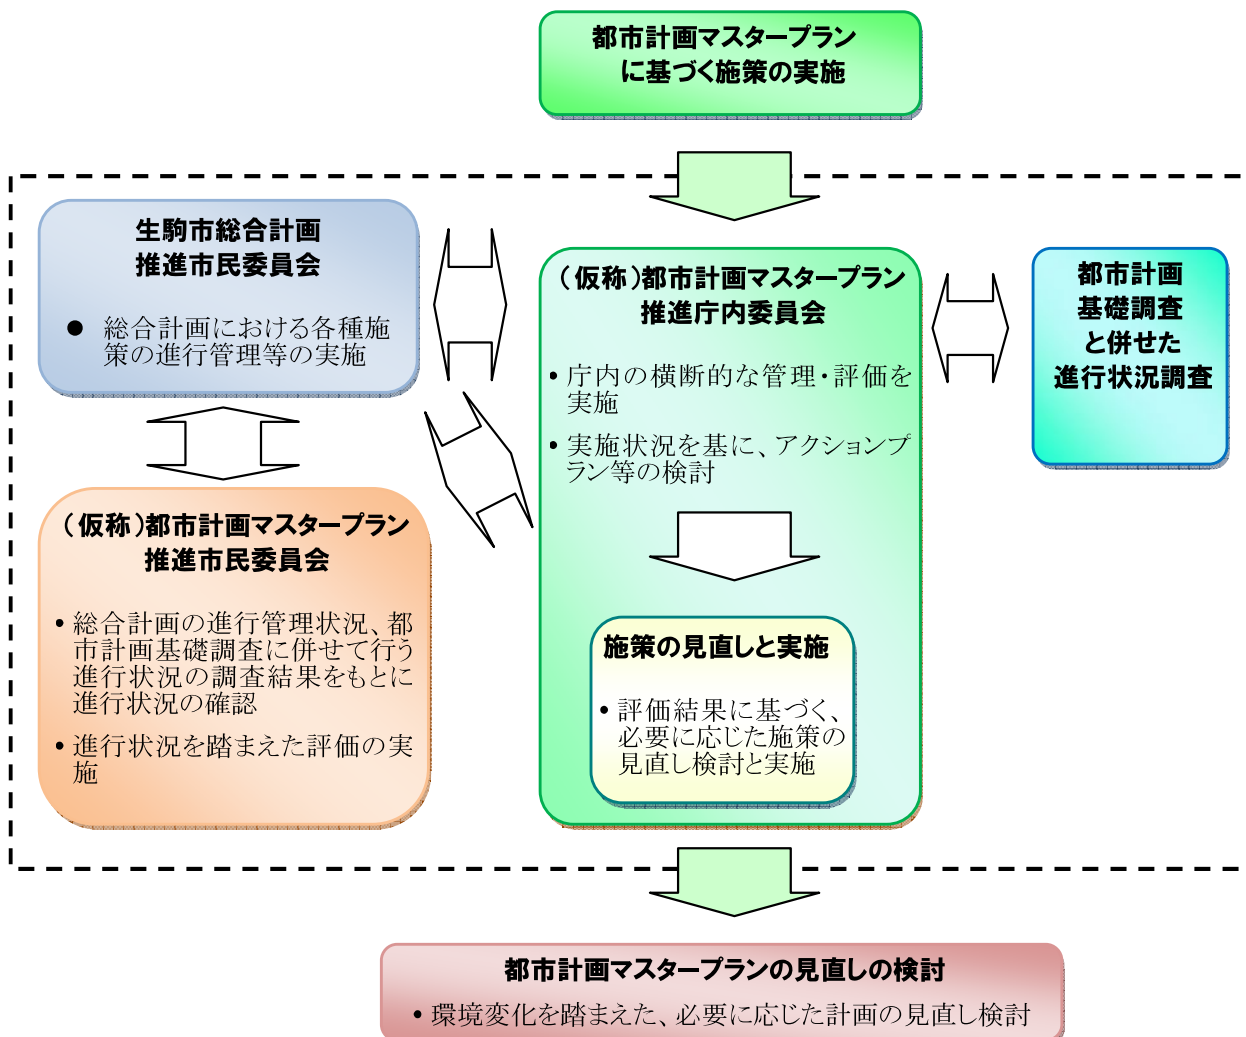 都市計画マスタープラン
に基づく施策の実施
生駒市総合計画
推進市民委員会
● 総合計画における各種施
策の進行管理等の実施
（仮称）都市計画マスタープラン
推進市民委員会
・総合計画の進行管理状況、都
市計画基礎調査に併せて行う
進行状況の調査結果をもとに
進行状況の確認
・進行状況を踏まえた評価の実
施
（仮称）都市計画マスタープラン
推進庁内委員会
・庁内の横断的な管理・評価を
実施
・実施状況を基に、アクションプ
ラン等の検討
施策の見直しと実施
・評価結果に基づく、
必要に応じた施策の
見直し検討と実施
都市計画
基礎調査
と併せた
進行状況調査
都市計画マスタープランの見直しの検討
・環境変化を踏まえた、必要に応じた計画の見直し検討